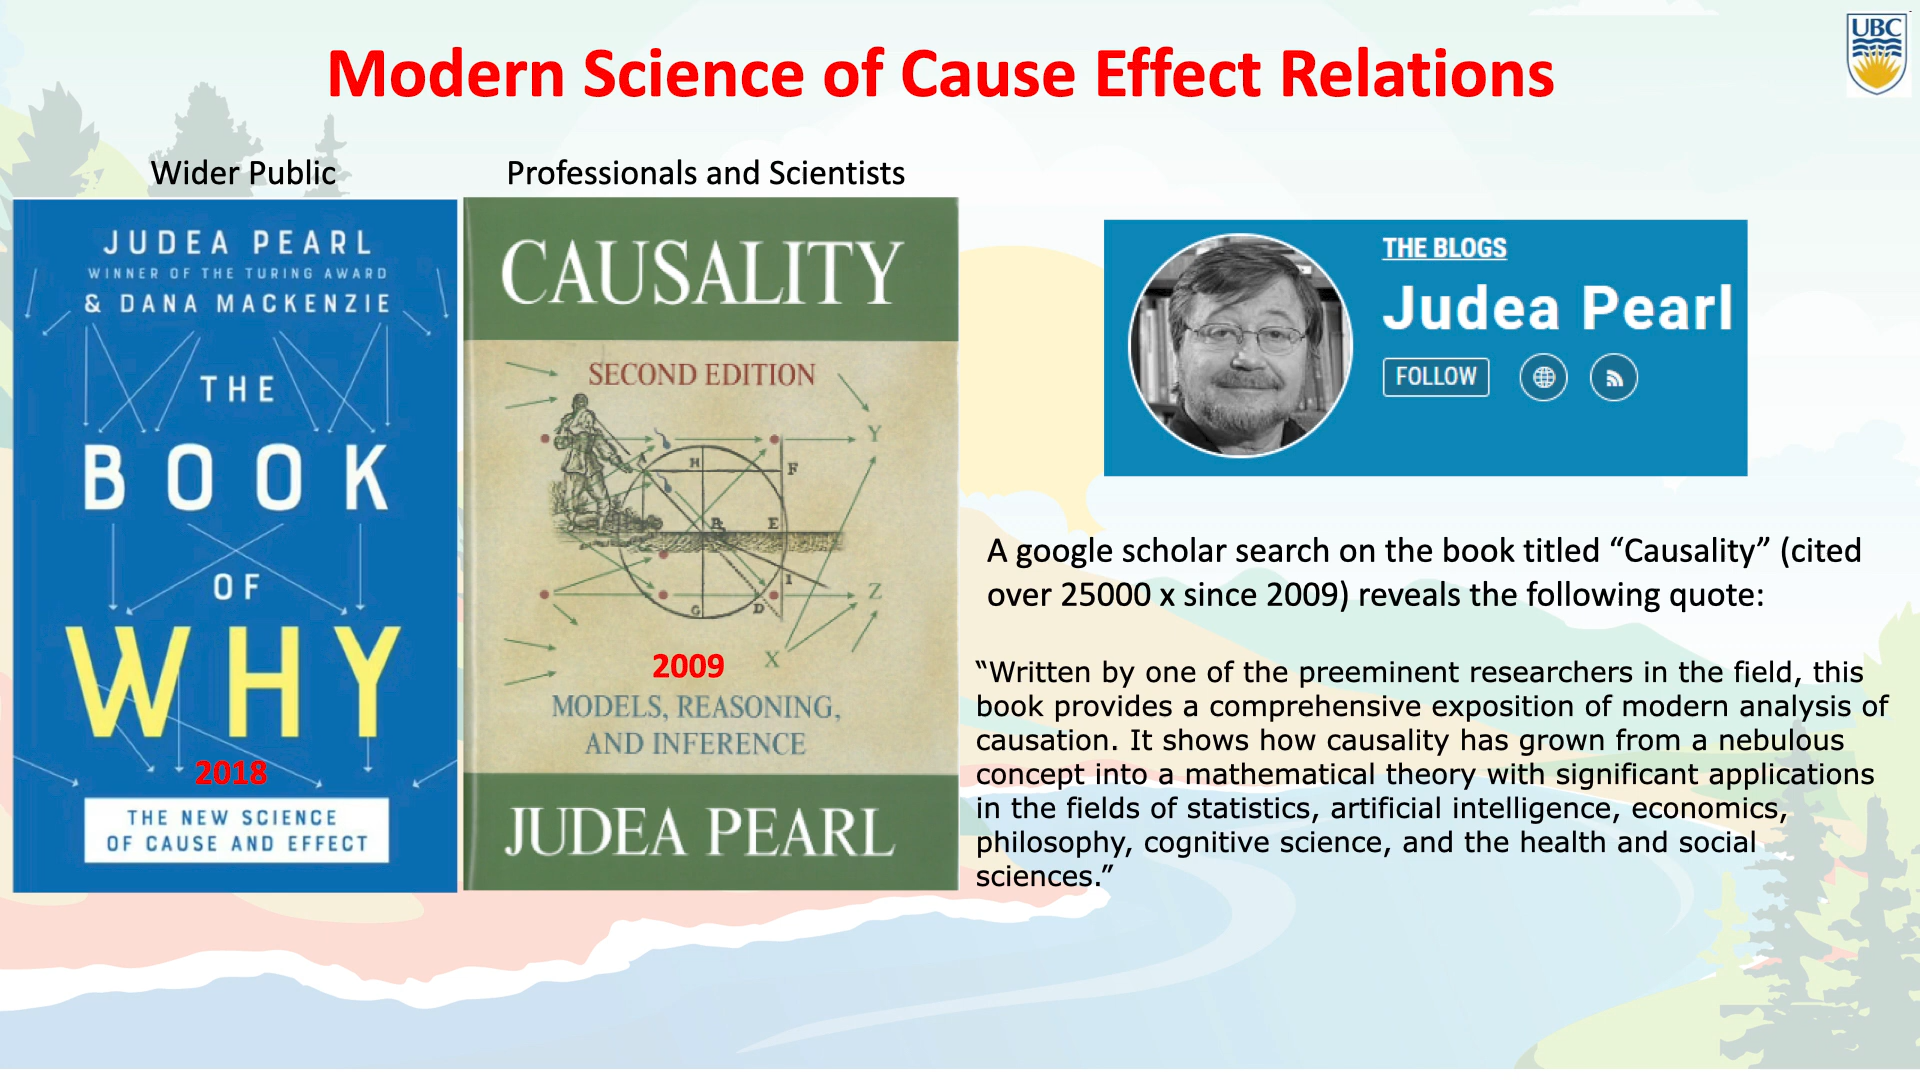 Modern Science of Cause Effect Relations
UBC
Wider Public
Professionals and Scientists
JUDEA PEARL
WINNER OF THE TURING AWARD
& DANA MACKENZIE
THE
BOOK
OF
WHY
2018
THE NEW SCIENCE
OF CAUSE AND EFFECT
CAUSALITY
SECOND EDITION
Y
A
H
F
B
E
I
G
D
Z
X
2009
MODELS, REASONING,
AND INFERENCE
JUDEA PEARL
THE BLOGS
Judea Pearl
FOLLOW
A google scholar search on the book titled “Causality” (cited
over 25000 x since 2009) reveals the following quote:
“Written by one of the preeminent researchers in the field, this
book provides a comprehensive exposition of modern analysis of
causation. It shows how causality has grown from a nebulous
concept into a mathematical theory with significant applications
in the fields of statistics, artificial intelligence, economics,
philosophy, cognitive science, and the health and social
sciences.”